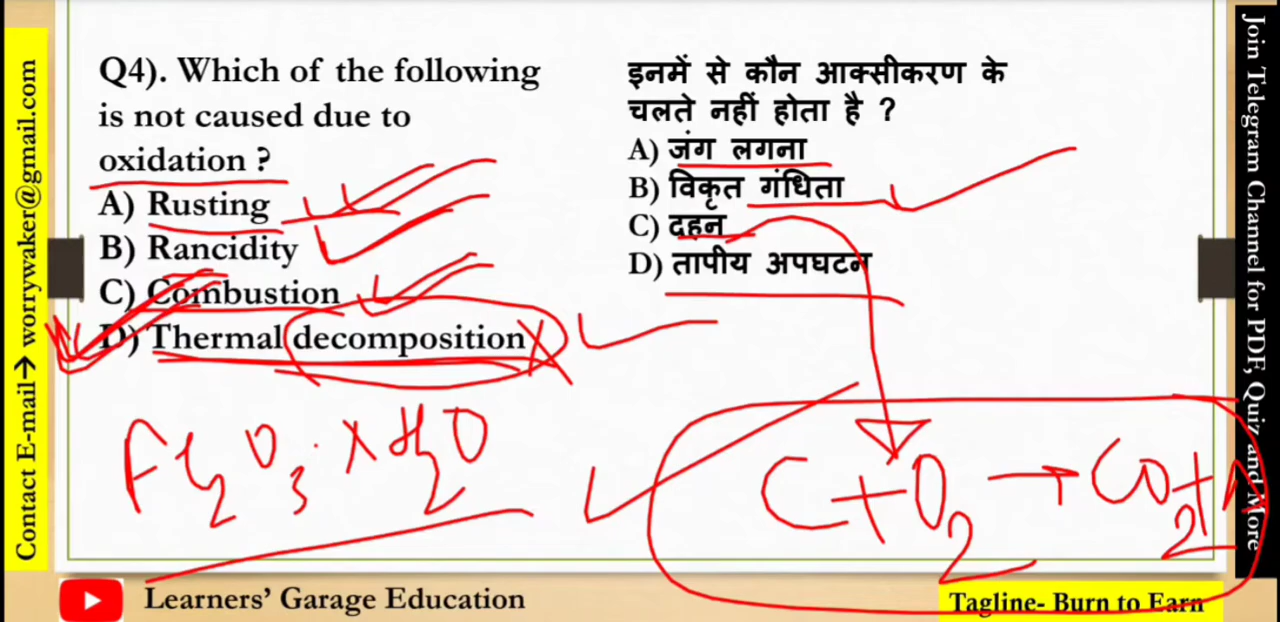 Q4). Which of the following
is not caused due to
oxidation ?
A) Rusting
B) Rancidity
C) Combustion
D) Thermal decomposition
इनमें से कौन आक्सीकरण के
चलते नहीं होता है ?
A) जंग लगना
B) विकृत गंधिता
C) दहन
D) तापीय अपघटन
Fe2O3.XH2O
C+O2→CO2+
Contact E-mail→ worrywaker@gmail.com
Join Telegram Channel for PDF, Quiz and More
Learners’ Garage Education
Tagline- Burn to Earn